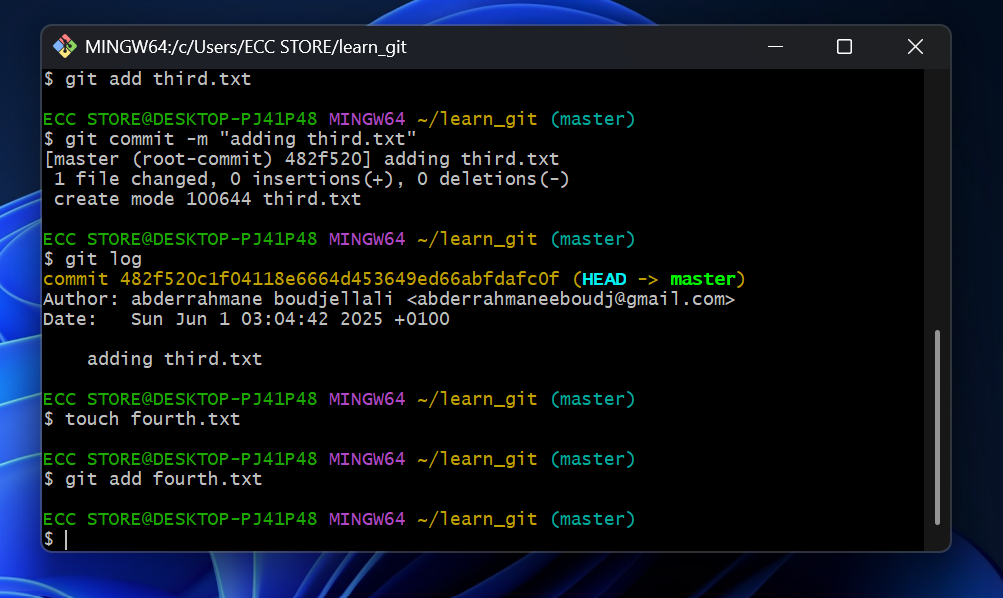 MINGW64:/c/Users/ECC STORE/learn_git
$ git add third.txt
ECC STORE@DESKTOP-PJ41P48 MINGW64 ~/learn_git (master)
$ git commit -m "adding third.txt"
[master (root-commit) 482f520] adding third.txt
 1 file changed, 0 insertions(+), 0 deletions(-)
 create mode 100644 third.txt
ECC STORE@DESKTOP-PJ41P48 MINGW64 ~/learn_git (master)
$ git log
commit 482f520c1f04118e6664d453649ed66abfdafc0f (HEAD -> master)
Author: abderrahmane boudjellali <abderrahmaneeboudj@gmail.com>
Date:   Sun Jun 1 03:04:42 2025 +0100
    adding third.txt
ECC STORE@DESKTOP-PJ41P48 MINGW64 ~/learn_git (master)
$ touch fourth.txt
ECC STORE@DESKTOP-PJ41P48 MINGW64 ~/learn_git (master)
$ git add fourth.txt
ECC STORE@DESKTOP-PJ41P48 MINGW64 ~/learn_git (master)
$